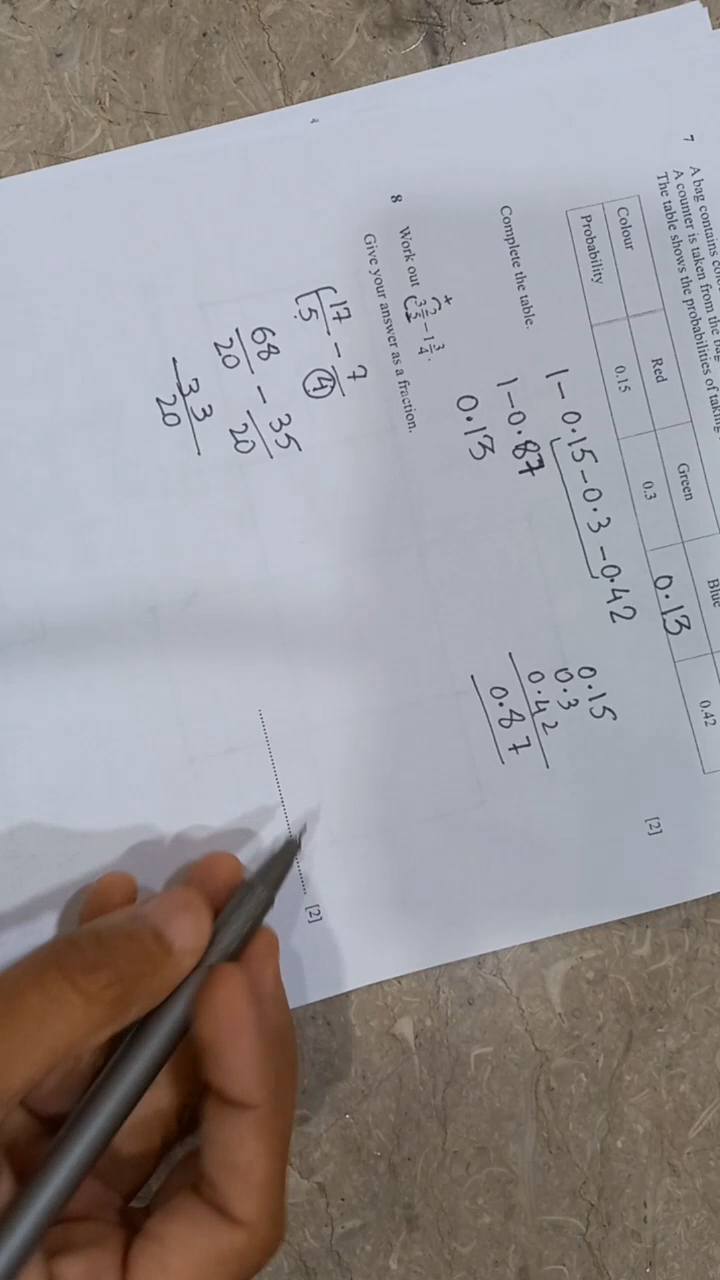 7 A bag contains
A counter is taken from the bag
The table shows the probabilities of taking
Colour Red Green Blue
Probability 0.15 0.3 0.13 0.42
[2]
Complete the table.
1 - 0.15 - 0.3 - 0.42
1 - 0.87
0.13
0.15
0.3
0.42
0.87
8 Work out 3 2/5 - 1 3/4.
Give your answer as a fraction.
17/5 - 7/4
68/20 - 35/20
33/20
[2]